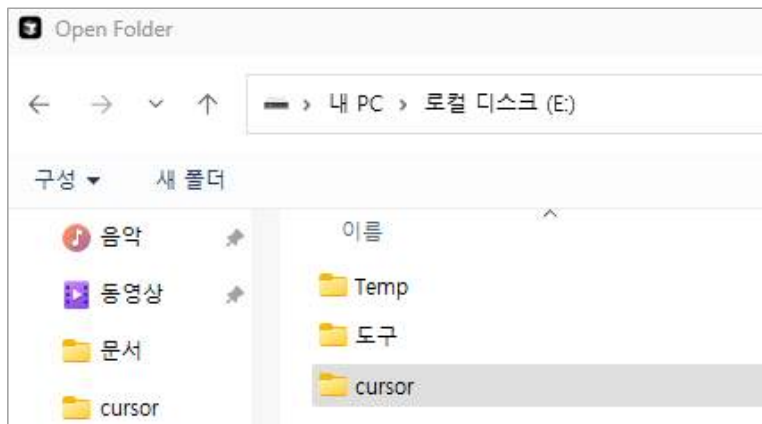 Open Folder
내 PC > 로컬 디스크 (E:)
구성 새 폴더
음악
동영상
문서
cursor
이름
Temp
도구
cursor